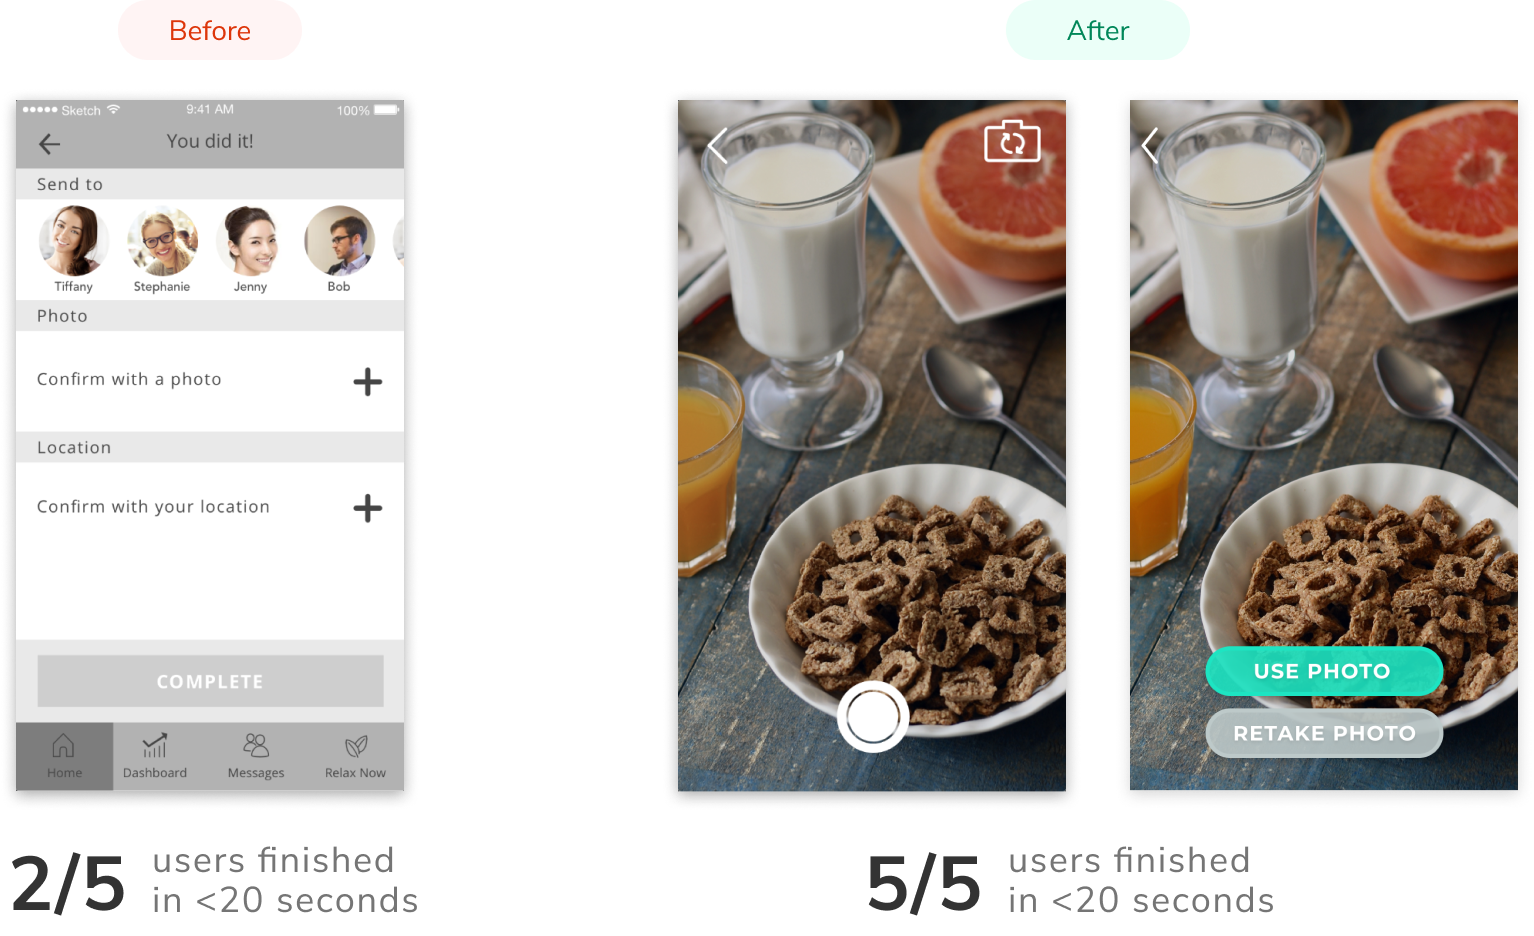 Before
After
Sketch 9:41 AM 100%
You did it!
Send to
Tiffany Stephanie Jenny Bob
Photo
Confirm with a photo
Location
Confirm with your location
COMPLETE
Home Dashboard Messages Relax Now
USE PHOTO
RETAKE PHOTO
2/5 users finished
in <20 seconds
5/5 users finished
in <20 seconds